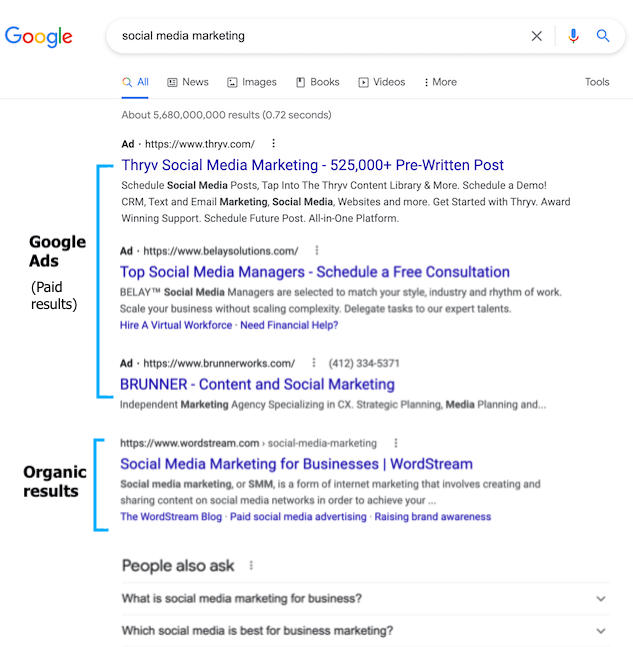 Google
social media marketing
All News Images Books Videos More Tools
About 5,680,000,000 results (0.72 seconds)
Ad · https://www.thryv.com/
Thryv Social Media Marketing - 525,000+ Pre-Written Post
Schedule Social Media Posts, Tap Into The Thryv Content Library & More. Schedule a Demo!
CRM, Text and Email Marketing, Social Media, Websites and more. Get Started with Thryv. Award
Winning Support. Schedule Future Post. All-in-One Platform.
Google
Ads
(Paid
results)
Ad · https://www.belaysolutions.com/
Top Social Media Managers - Schedule a Free Consultation
BELAY™ Social Media Managers are selected to match your style, industry and rhythm of work.
Scale your business without scaling complexity. Delegate tasks to our expert talents.
Hire A Virtual Workforce · Need Financial Help?
Ad · https://www.brunnerworks.com/ (412) 334-5371
BRUNNER - Content and Social Marketing
Independent Marketing Agency Specializing in CX. Strategic Planning, Media Planning and...
Organic
results
https://www.wordstream.com › social-media-marketing
Social Media Marketing for Businesses | WordStream
Social media marketing, or SMM, is a form of internet marketing that involves creating and
sharing content on social media networks in order to achieve your ...
The WordStream Blog · Paid social media advertising · Raising brand awareness
People also ask
What is social media marketing for business?
Which social media is best for business marketing?